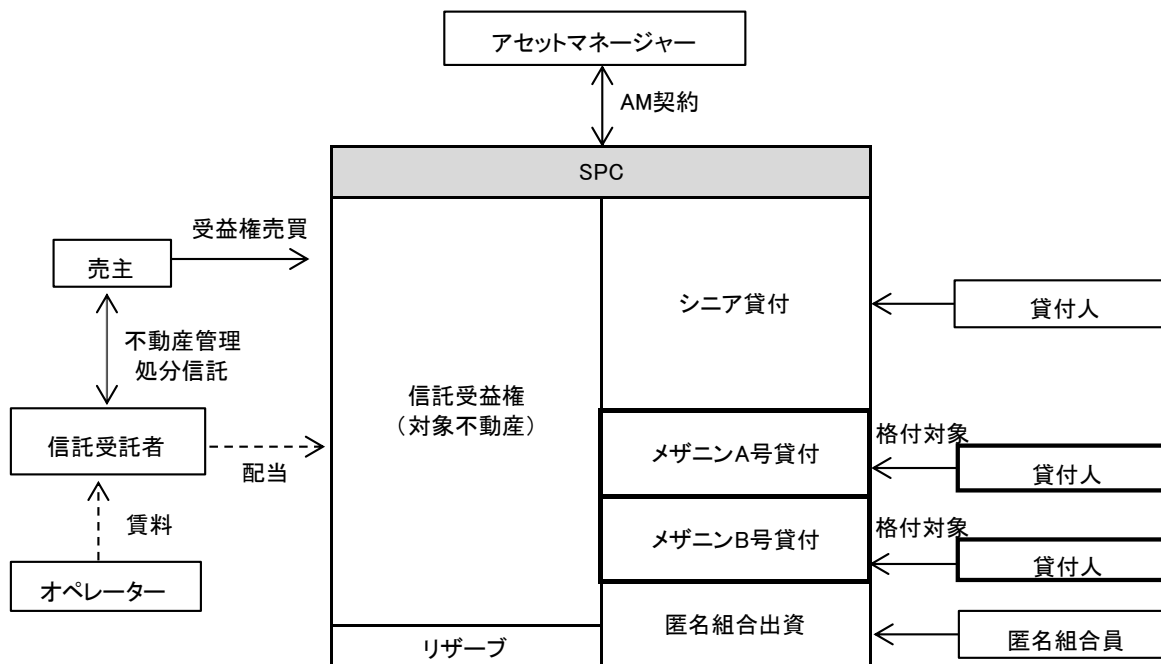 アセットマネージャー
AM契約
SPC
受益権売買
売主
シニア貸付
貸付人
不動産管理
処分信託
信託受益権
（対象不動産）
信託受託者
配当
メザニンA号貸付
格付対象
貸付人
賃料
メザニンB号貸付
格付対象
貸付人
オペレーター
匿名組合出資
匿名組合員
リザーブ